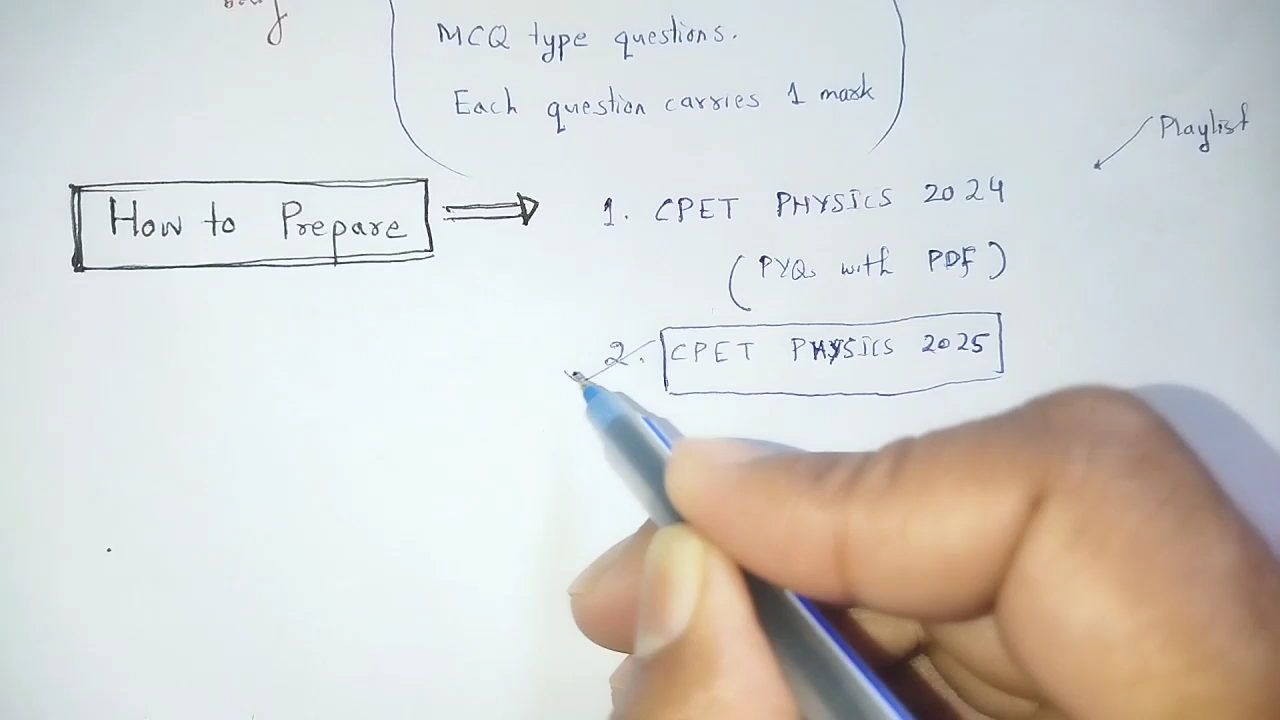 MCQ type questions.
Each question carries 1 mark
Playlist
How to Prepare
1. CPET PHYSICS 2024
(PYQs with PDF)
2. CPET PHYSICS 2025